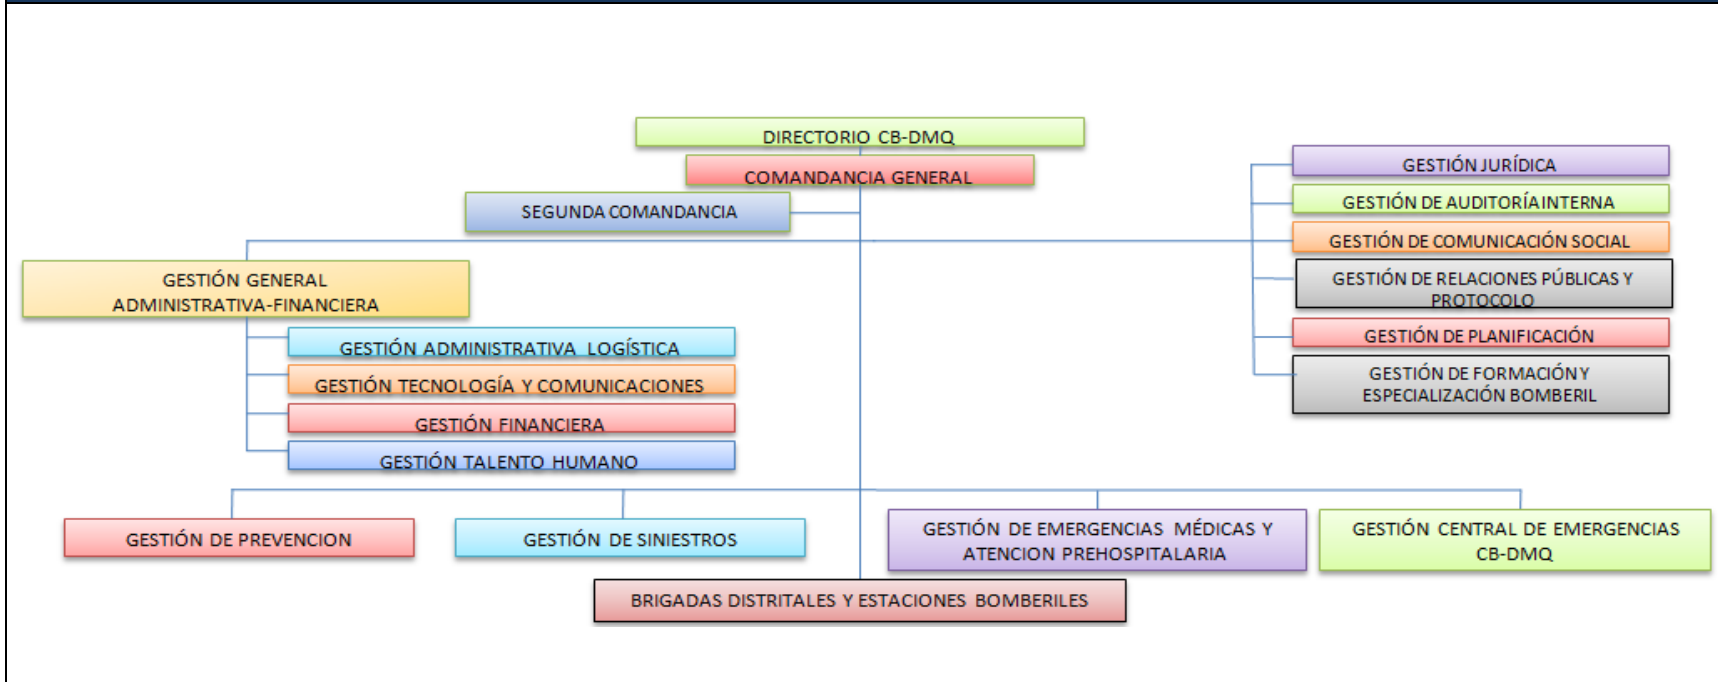 DIRECTORIO CB-DMQ
COMANDANCIA GENERAL
SEGUNDA COMANDANCIA
GESTIÓN JURÍDICA
GESTIÓN DE AUDITORÍA INTERNA
GESTIÓN DE COMUNICACIÓN SOCIAL
GESTIÓN DE RELACIONES PÚBLICAS Y
PROTOCOLO
GESTIÓN DE PLANIFICACIÓN
GESTIÓN DE FORMACIÓN Y
ESPECIALIZACIÓN BOMBERIL
GESTIÓN GENERAL
ADMINISTRATIVA-FINANCIERA
GESTIÓN ADMINISTRATIVA LOGÍSTICA
GESTIÓN TECNOLOGÍA Y COMUNICACIONES
GESTIÓN FINANCIERA
GESTIÓN TALENTO HUMANO
GESTIÓN DE PREVENCION
GESTIÓN DE SINIESTROS
GESTIÓN DE EMERGENCIAS MÉDICAS Y
ATENCION PREHOSPITALARIA
GESTIÓN CENTRAL DE EMERGENCIAS
CB-DMQ
BRIGADAS DISTRITALES Y ESTACIONES BOMBERILES